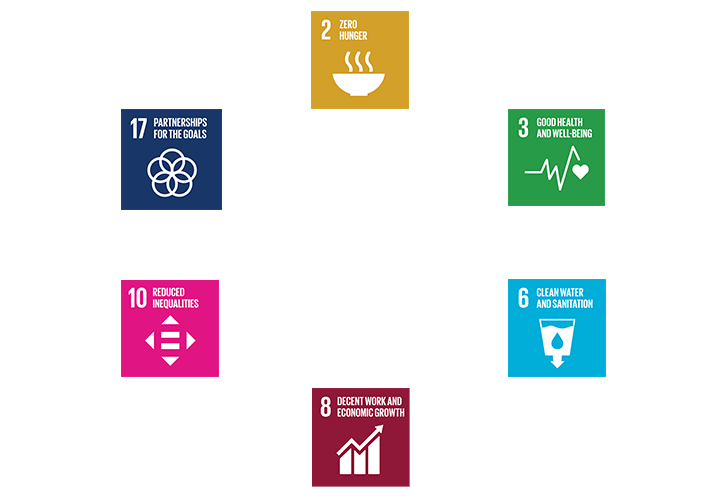 2 ZERO
HUNGER
17 PARTNERSHIPS
FOR THE GOALS
3 GOOD HEALTH
AND WELL-BEING
10 REDUCED
INEQUALITIES
6 CLEAN WATER
AND SANITATION
8 DECENT WORK AND
ECONOMIC GROWTH